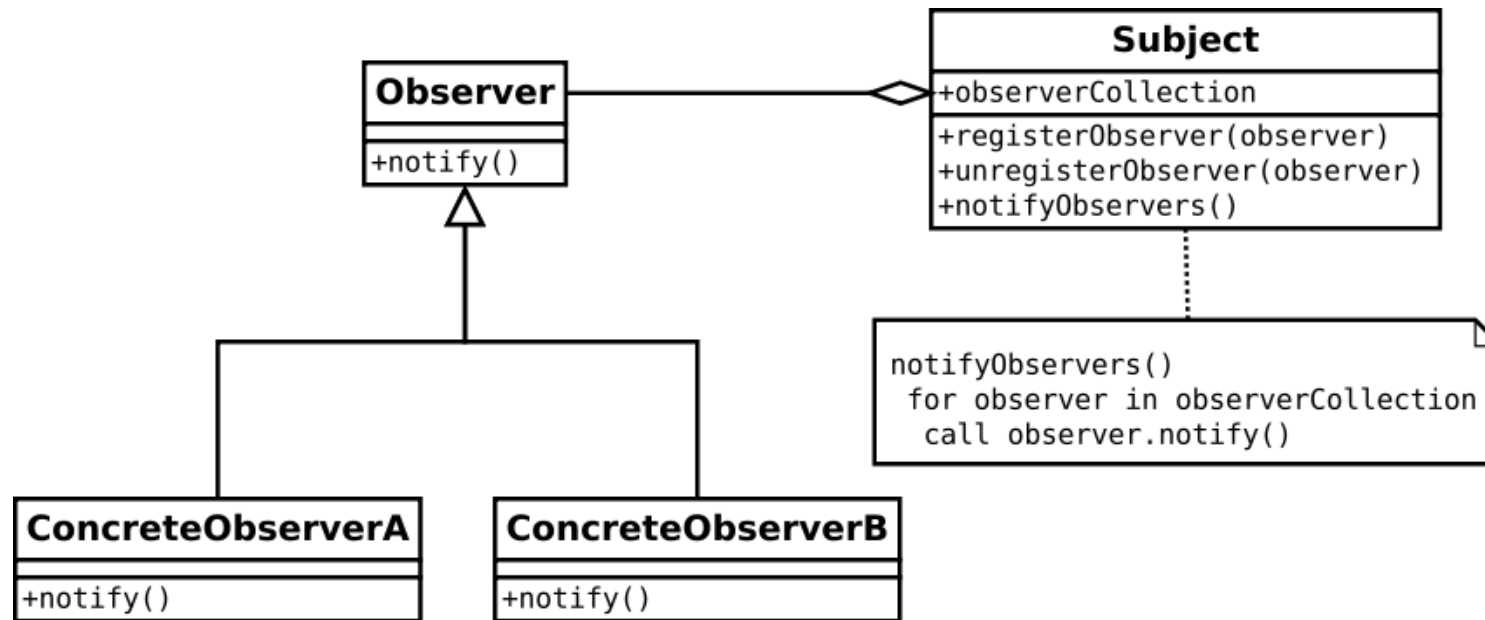 Subject
+observerCollection
+registerObserver(observer)
+unregisterObserver(observer)
+notifyObservers()
Observer
+notify()
notifyObservers()
for observer in observerCollection
call observer.notify()
ConcreteObserverA
+notify()
ConcreteObserverB
+notify()